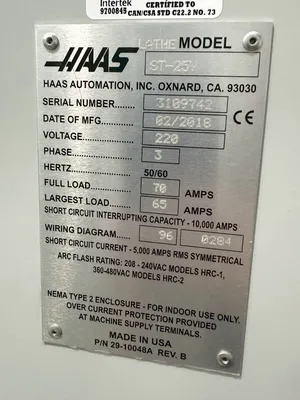 Intertek
9700845
CERTIFIED TO
CAN/CSA STD C22.2 NO. 73
HAAS LATHE MODEL
ST-25Y
HAAS AUTOMATION, INC. OXNARD, CA. 93030
SERIAL NUMBER 3109742
DATE OF MFG. 02/2018
VOLTAGE 220
PHASE 3
HERTZ 50/60
FULL LOAD 70 AMPS
LARGEST LOAD 65 AMPS
SHORT CIRCUIT INTERRUPTING CAPACITY - 10,000 AMPS
WIRING DIAGRAM 96 0284
SHORT CIRCUIT CURRENT - 5,000 AMPS RMS SYMMETRICAL
ARC FLASH RATING: 208 - 240VAC MODELS HRC-1,
360-480VAC MODELS HRC-2
NEMA TYPE 2 ENCLOSURE - FOR INDOOR USE ONLY.
OVER CURRENT PROTECTION PROVIDED
AT MACHINE SUPPLY TERMINALS.
MADE IN USA
P/N 29-10048A REV. B